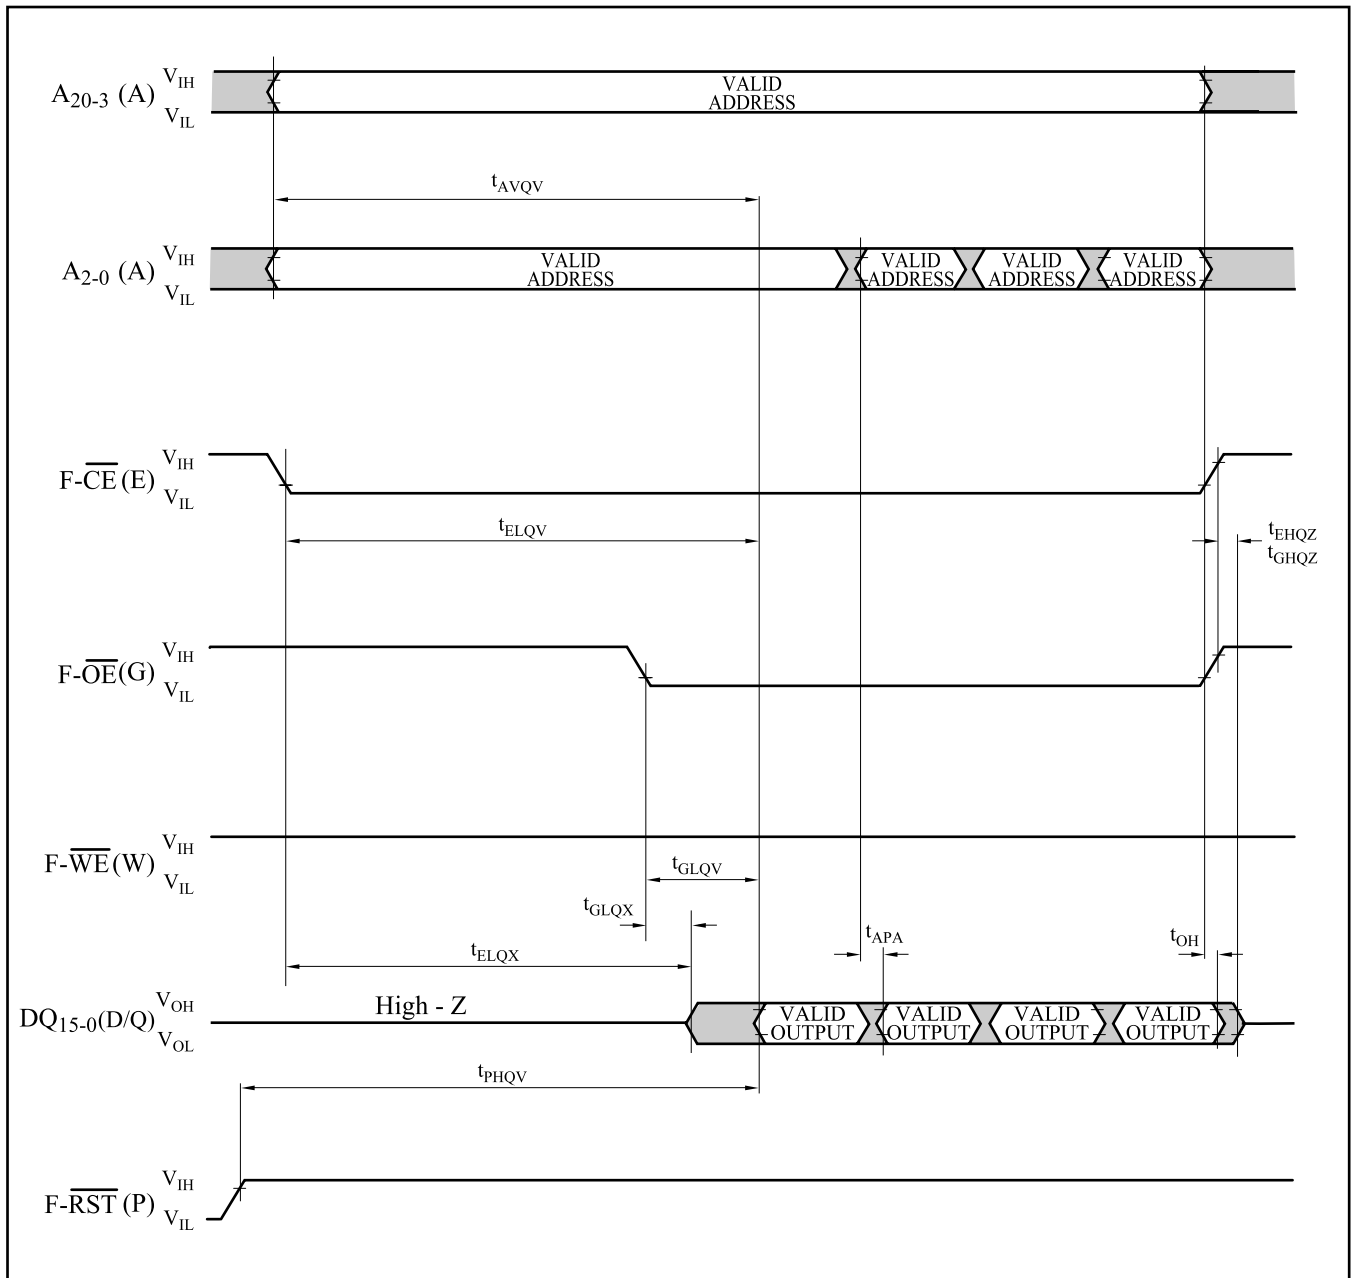 A20-3 (A) VIH VIL VALID ADDRESS
tAVQV
A2-0 (A) VIH VIL VALID ADDRESS VALID ADDRESS VALID ADDRESS VALID ADDRESS
F-CE(E) VIH VIL
tELQV
tEHQZ
tGHQZ
F-OE(G) VIH VIL
F-WE(W) VIH VIL
tGLQV
tGLQX
tAPA
tOH
tELQX
DQ15-0(D/Q) VOH VOL High - Z VALID OUTPUT VALID OUTPUT VALID OUTPUT VALID OUTPUT
tPHQV
F-RST(P) VIH VIL